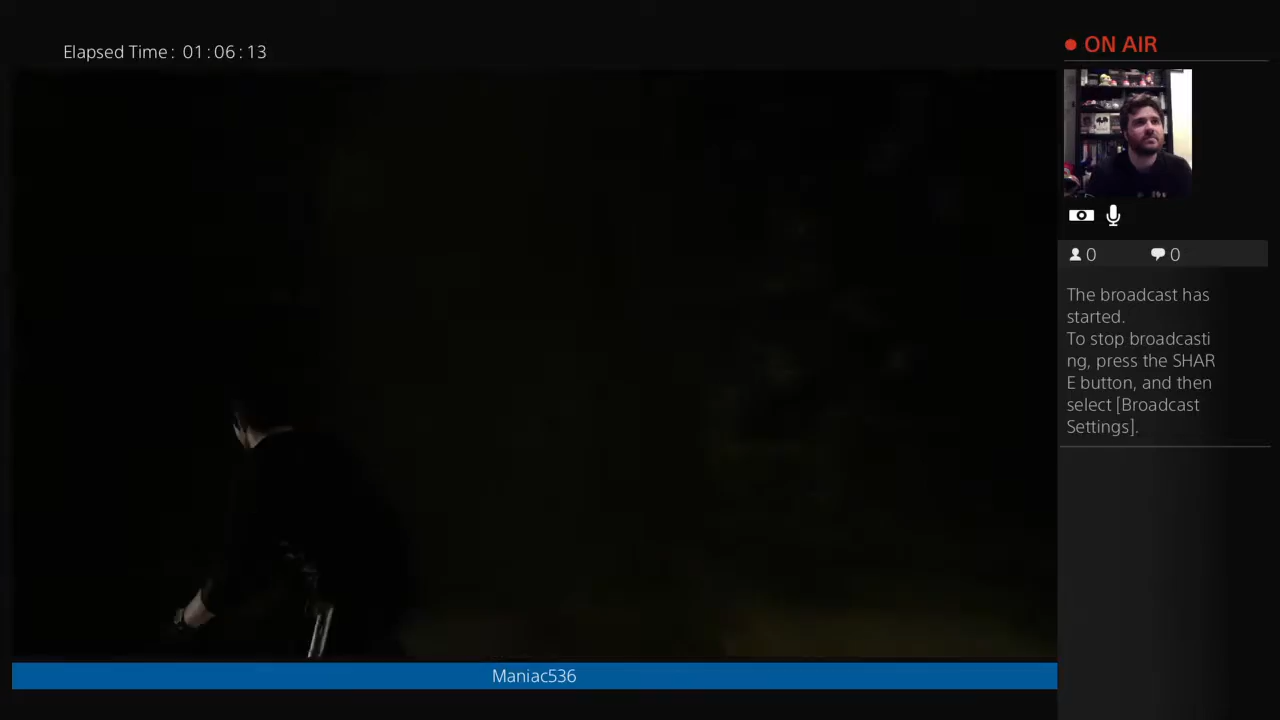 Elapsed Time: 01:06:13
ON AIR
0
0
The broadcast has
started.
To stop broadcasti
ng, press the SHAR
E button, and then
select [Broadcast
Settings].
Maniac536